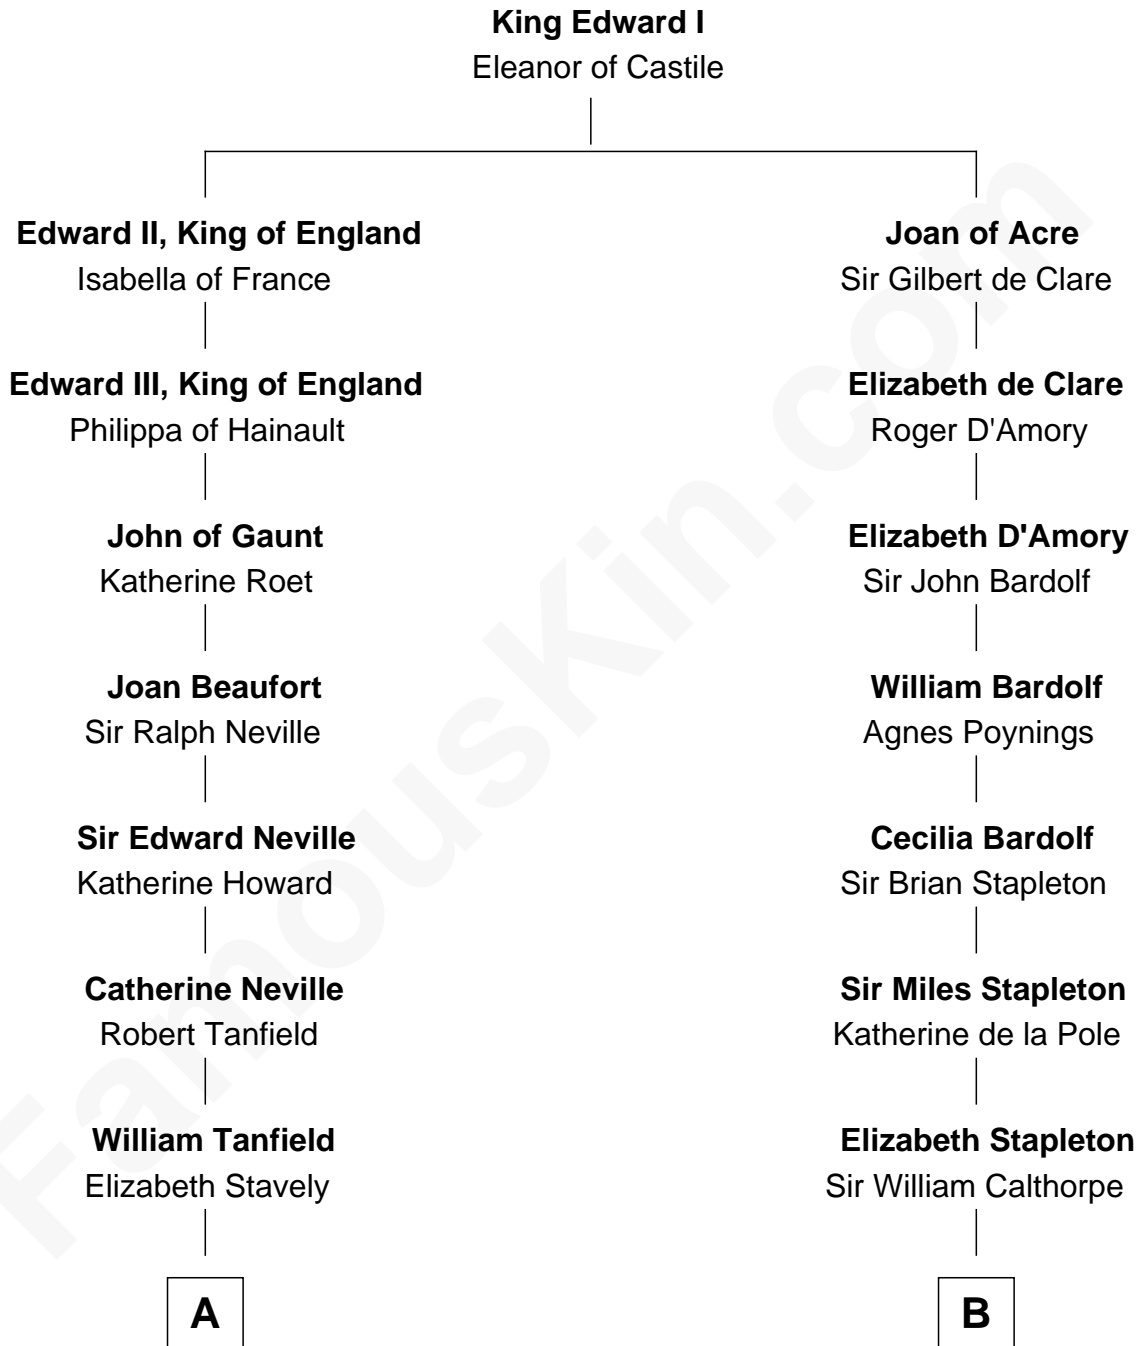 King Edward I
Eleanor of Castile
Edward II, King of England
Isabella of France
Joan of Acre
Sir Gilbert de Clare
Edward III, King of England
Philippa of Hainault
Elizabeth de Clare
Roger D'Amory
John of Gaunt
Katherine Roet
Elizabeth D'Amory
Sir John Bardolf
Joan Beaufort
Sir Ralph Neville
William Bardolf
Agnes Poynings
Sir Edward Neville
Katherine Howard
Cecilia Bardolf
Sir Brian Stapleton
Catherine Neville
Robert Tanfield
Sir Miles Stapleton
Katherine de la Pole
William Tanfield
Elizabeth Stavely
Elizabeth Stapleton
Sir William Calthorpe
A
B
FamousKin.com